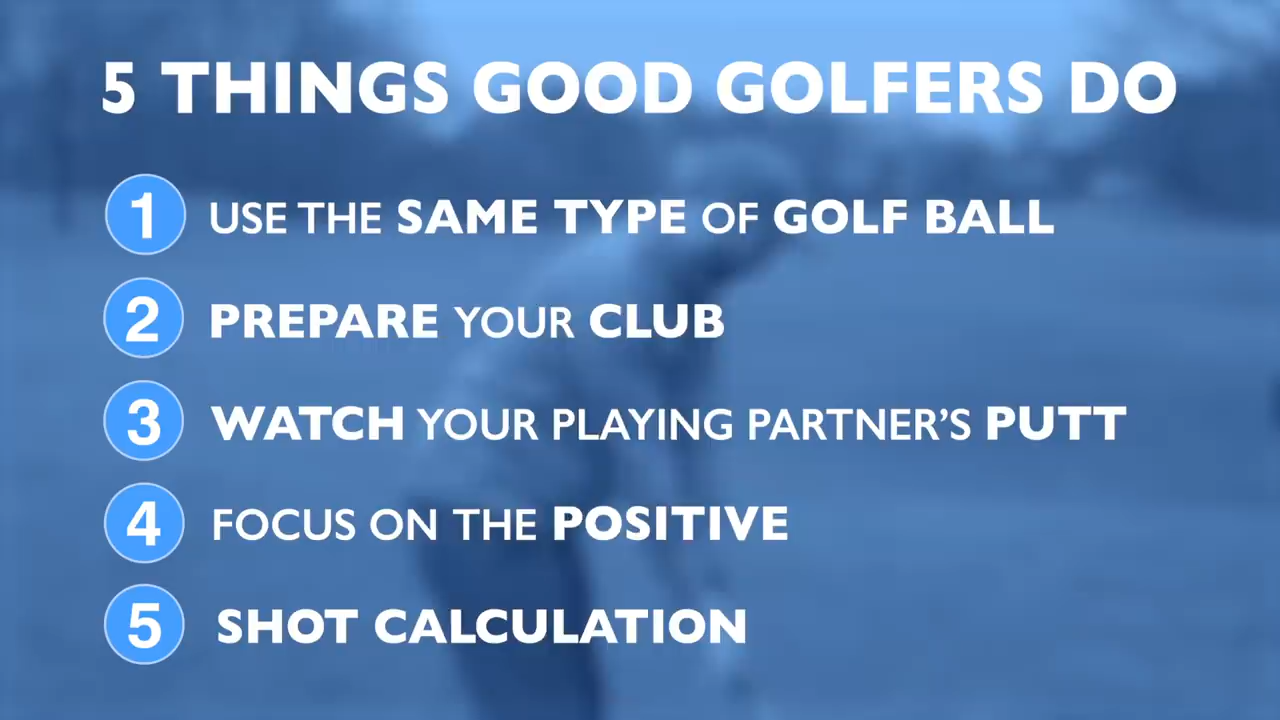 5 THINGS GOOD GOLFERS DO
1 USE THE SAME TYPE OF GOLF BALL
2 PREPARE YOUR CLUB
3 WATCH YOUR PLAYING PARTNER’S PUTT
4 FOCUS ON THE POSITIVE
5 SHOT CALCULATION